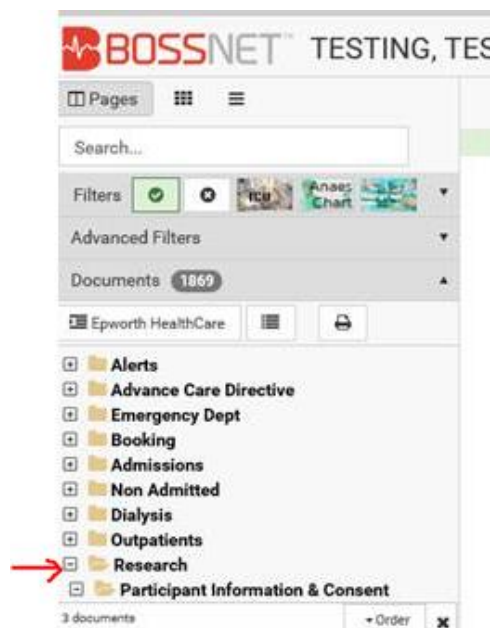 BOSSNET™ TESTING, TES
Pages
Search...
Filters ICU Anaes Chart
Advanced Filters
Documents 1869
Epworth HealthCare
Alerts
Advance Care Directive
Emergency Dept
Booking
Admissions
Non Admitted
Dialysis
Outpatients
Research
Participant Information & Consent
3 documents Order